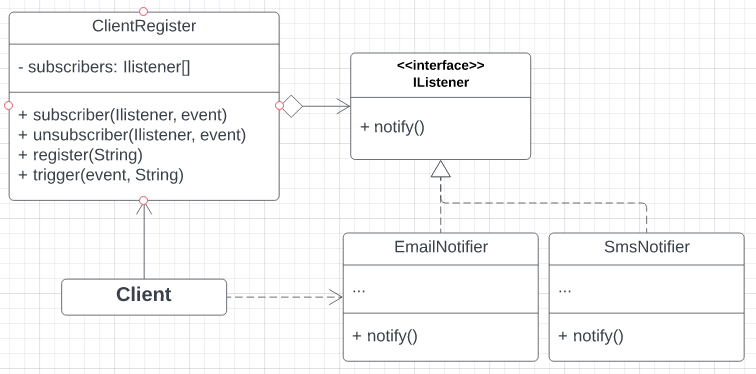 ClientRegister
- subscribers: Ilistener[]
+ subscriber(Ilistener, event)
+ unsubscriber(Ilistener, event)
+ register(String)
+ trigger(event, String)
<<interface>>
IListener
+ notify()
Client
EmailNotifier
...
+ notify()
SmsNotifier
...
+ notify()